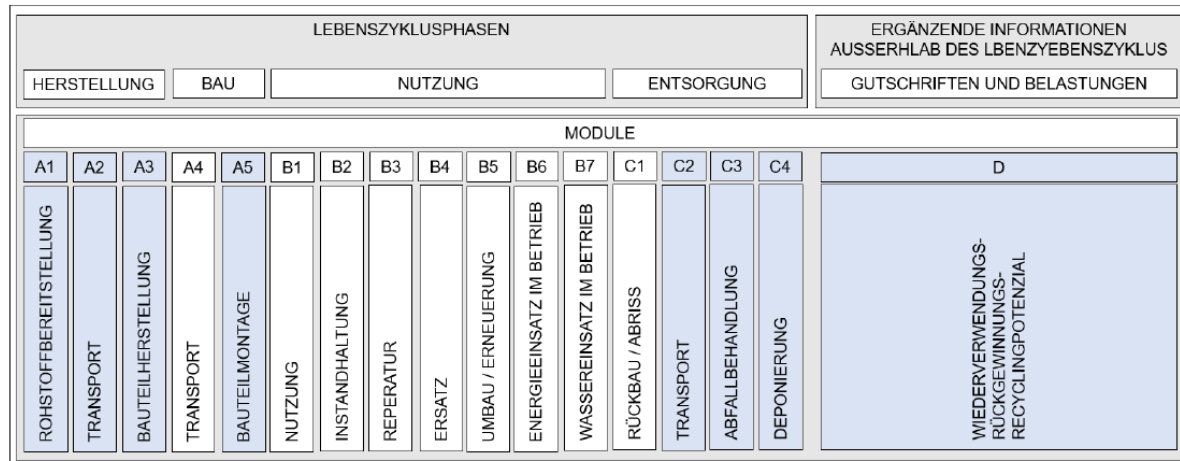 LEBENSZYKLUSPHASEN
ERGÄNZENDE INFORMATIONEN
AUSSERHLAB DES LBENZYEBENSZYKLUS
HERSTELLUNG
BAU
NUTZUNG
ENTSORGUNG
GUTSCHRIFTEN UND BELASTUNGEN
MODULE
A1
A2
A3
A4
A5
B1
B2
B3
B4
B5
B6
B7
C1
C2
C3
C4
D
ROHSTOFFBEREITSTELLUNG
TRANSPORT
BAUTEILHERSTELLUNG
TRANSPORT
BAUTEILMONTAGE
NUTZUNG
INSTANDHALTUNG
REPERATUR
ERSATZ
UMBAU / ERNEUERUNG
ENERGIEEINSATZ IM BETRIEB
WASSEREINSATZ IM BETRIEB
RÜCKBAU / ABRISS
TRANSPORT
ABFALLBEHANDLUNG
DEPONIERUNG
WIEDERVERWENDUNGS-
RÜCKGEWINNUNGS-
RECYCLINGPOTENZIAL